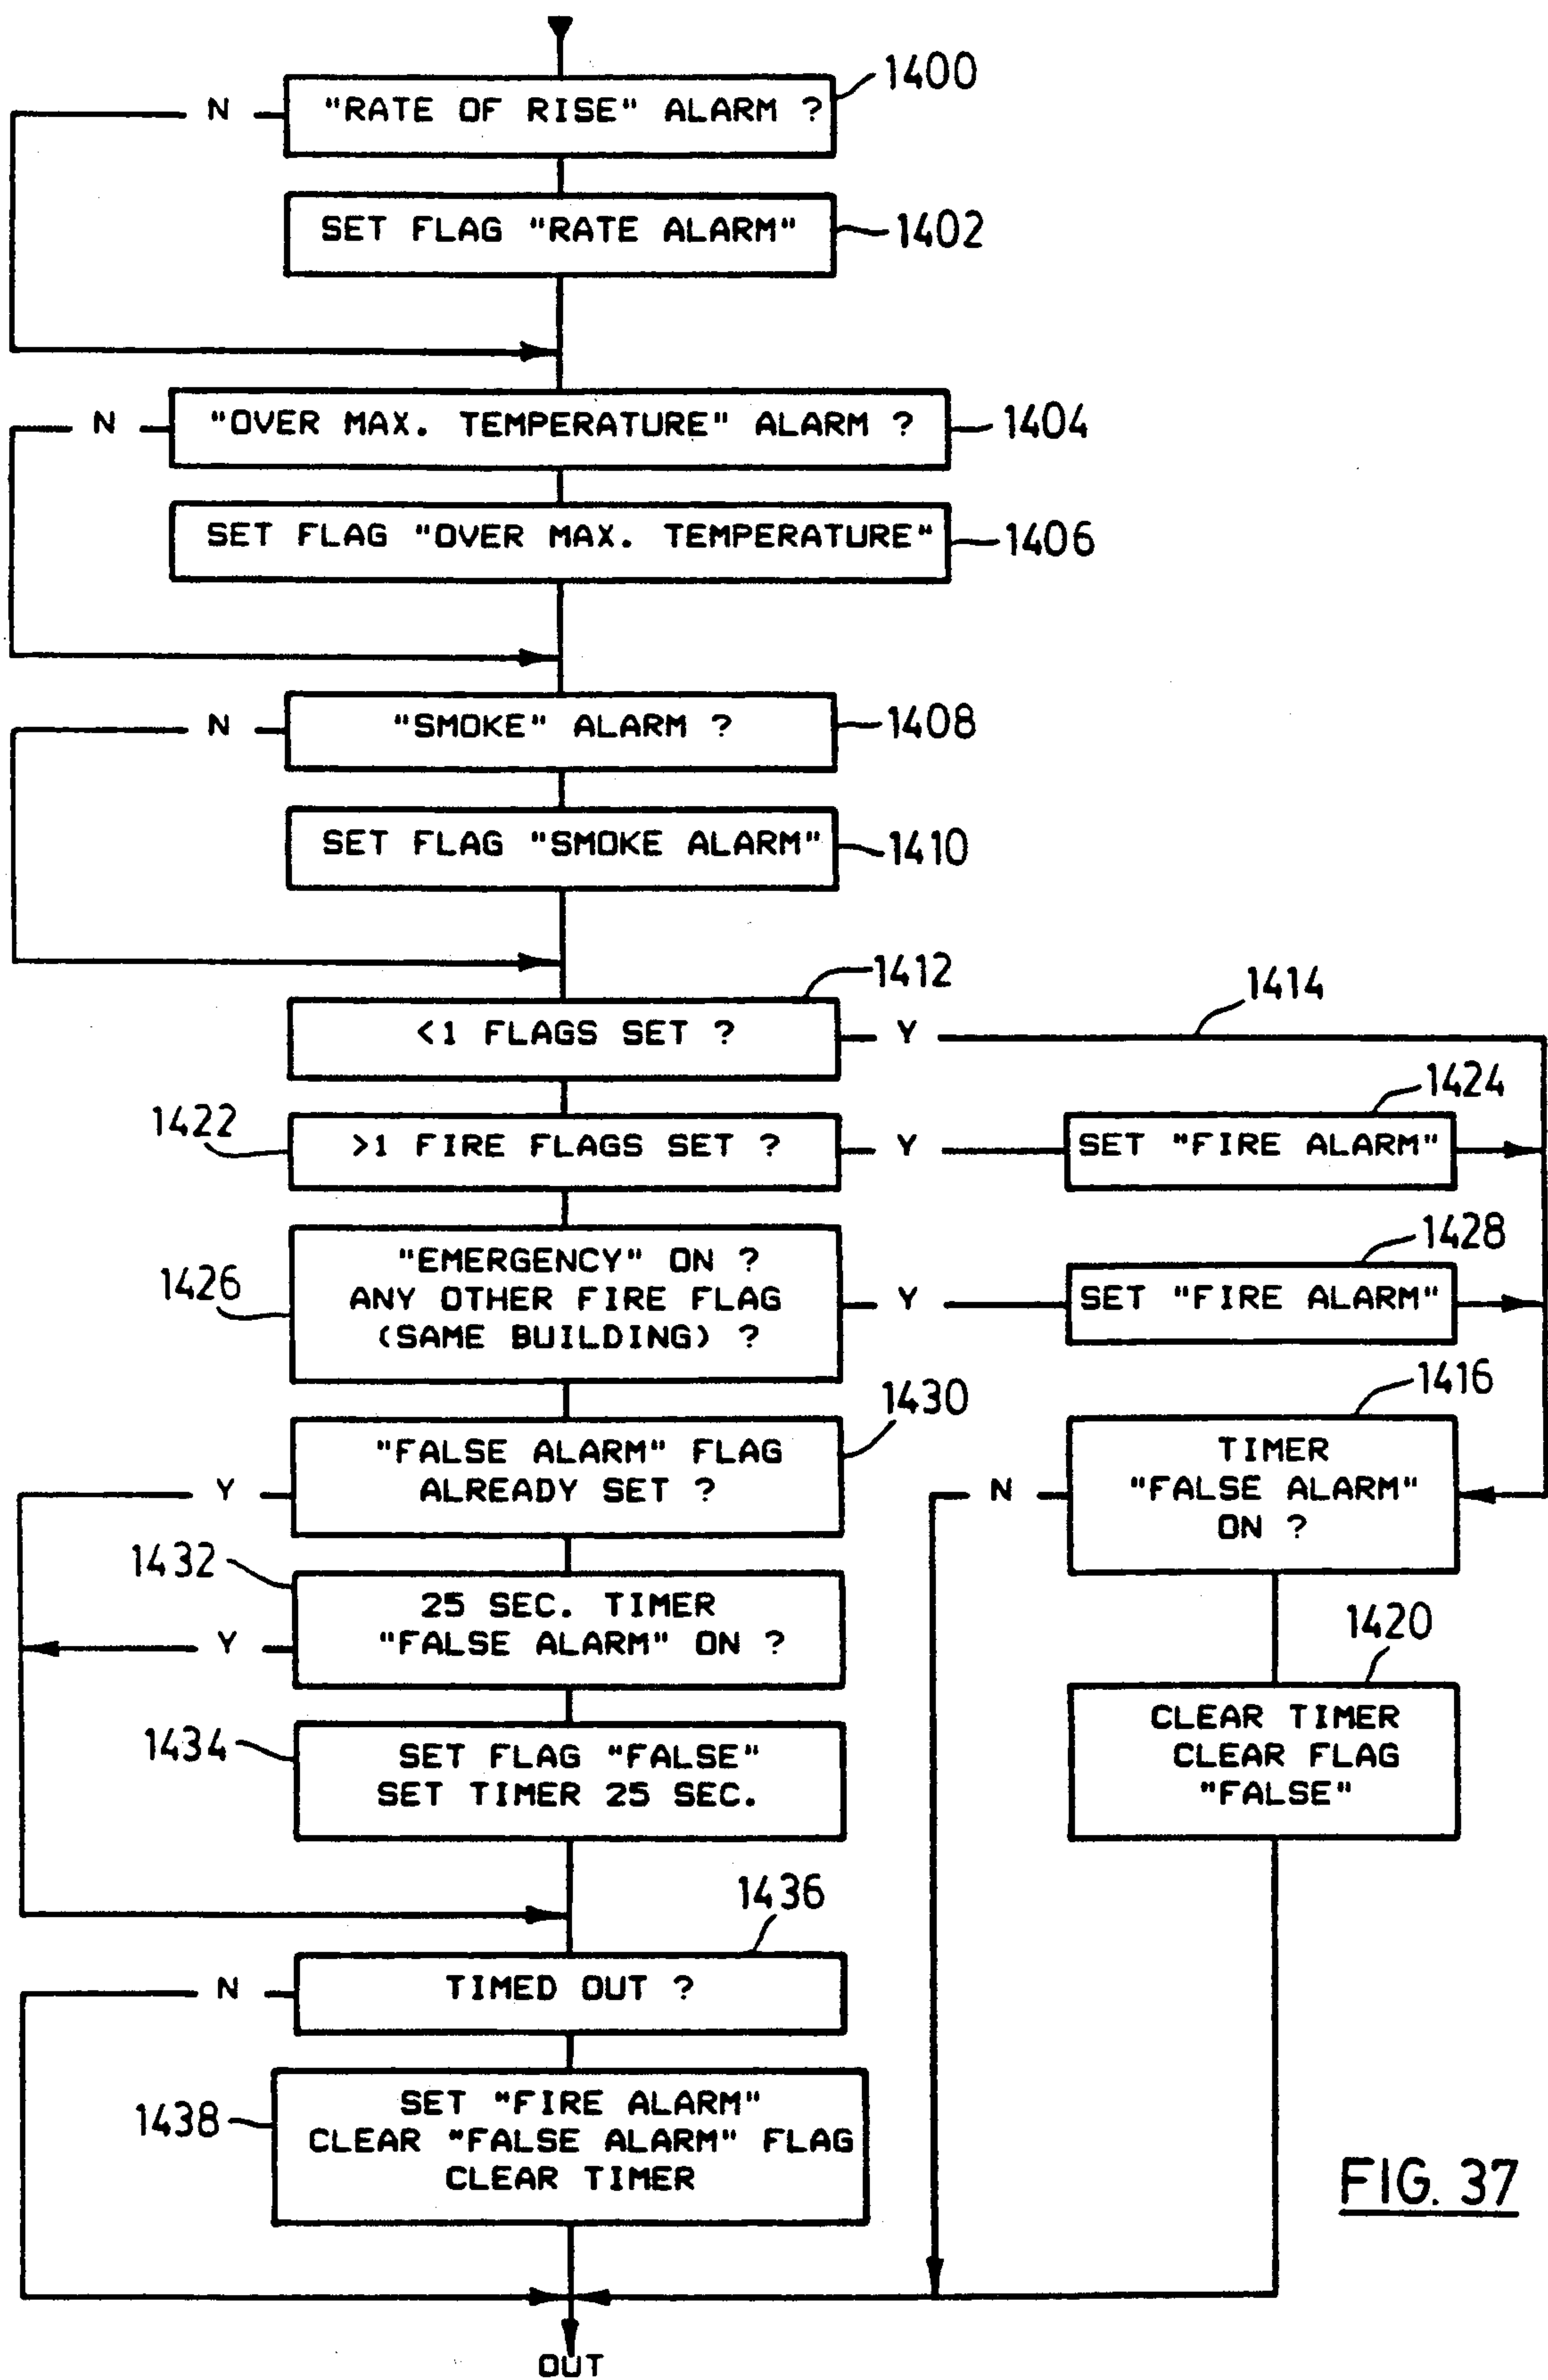 1400
N
"RATE OF RISE" ALARM ?
SET FLAG "RATE ALARM"
1402
N
"OVER MAX. TEMPERATURE" ALARM ?
1404
SET FLAG "OVER MAX. TEMPERATURE"
1406
N
"SMOKE" ALARM ?
1408
SET FLAG "SMOKE ALARM"
1410
1412
<1 FLAGS SET ?
Y
1414
1422
>1 FIRE FLAGS SET ?
Y
1424
SET "FIRE ALARM"
1426
"EMERGENCY" ON ?
ANY OTHER FIRE FLAG
(SAME BUILDING) ?
Y
1428
SET "FIRE ALARM"
1430
Y
"FALSE ALARM" FLAG
ALREADY SET ?
1416
N
TIMER
"FALSE ALARM"
ON ?
1432
Y
25 SEC. TIMER
"FALSE ALARM" ON ?
1420
CLEAR TIMER
CLEAR FLAG
"FALSE"
1434
SET FLAG "FALSE"
SET TIMER 25 SEC.
1436
N
TIMED OUT ?
1438
SET "FIRE ALARM"
CLEAR "FALSE ALARM" FLAG
CLEAR TIMER
OUT
FIG. 37